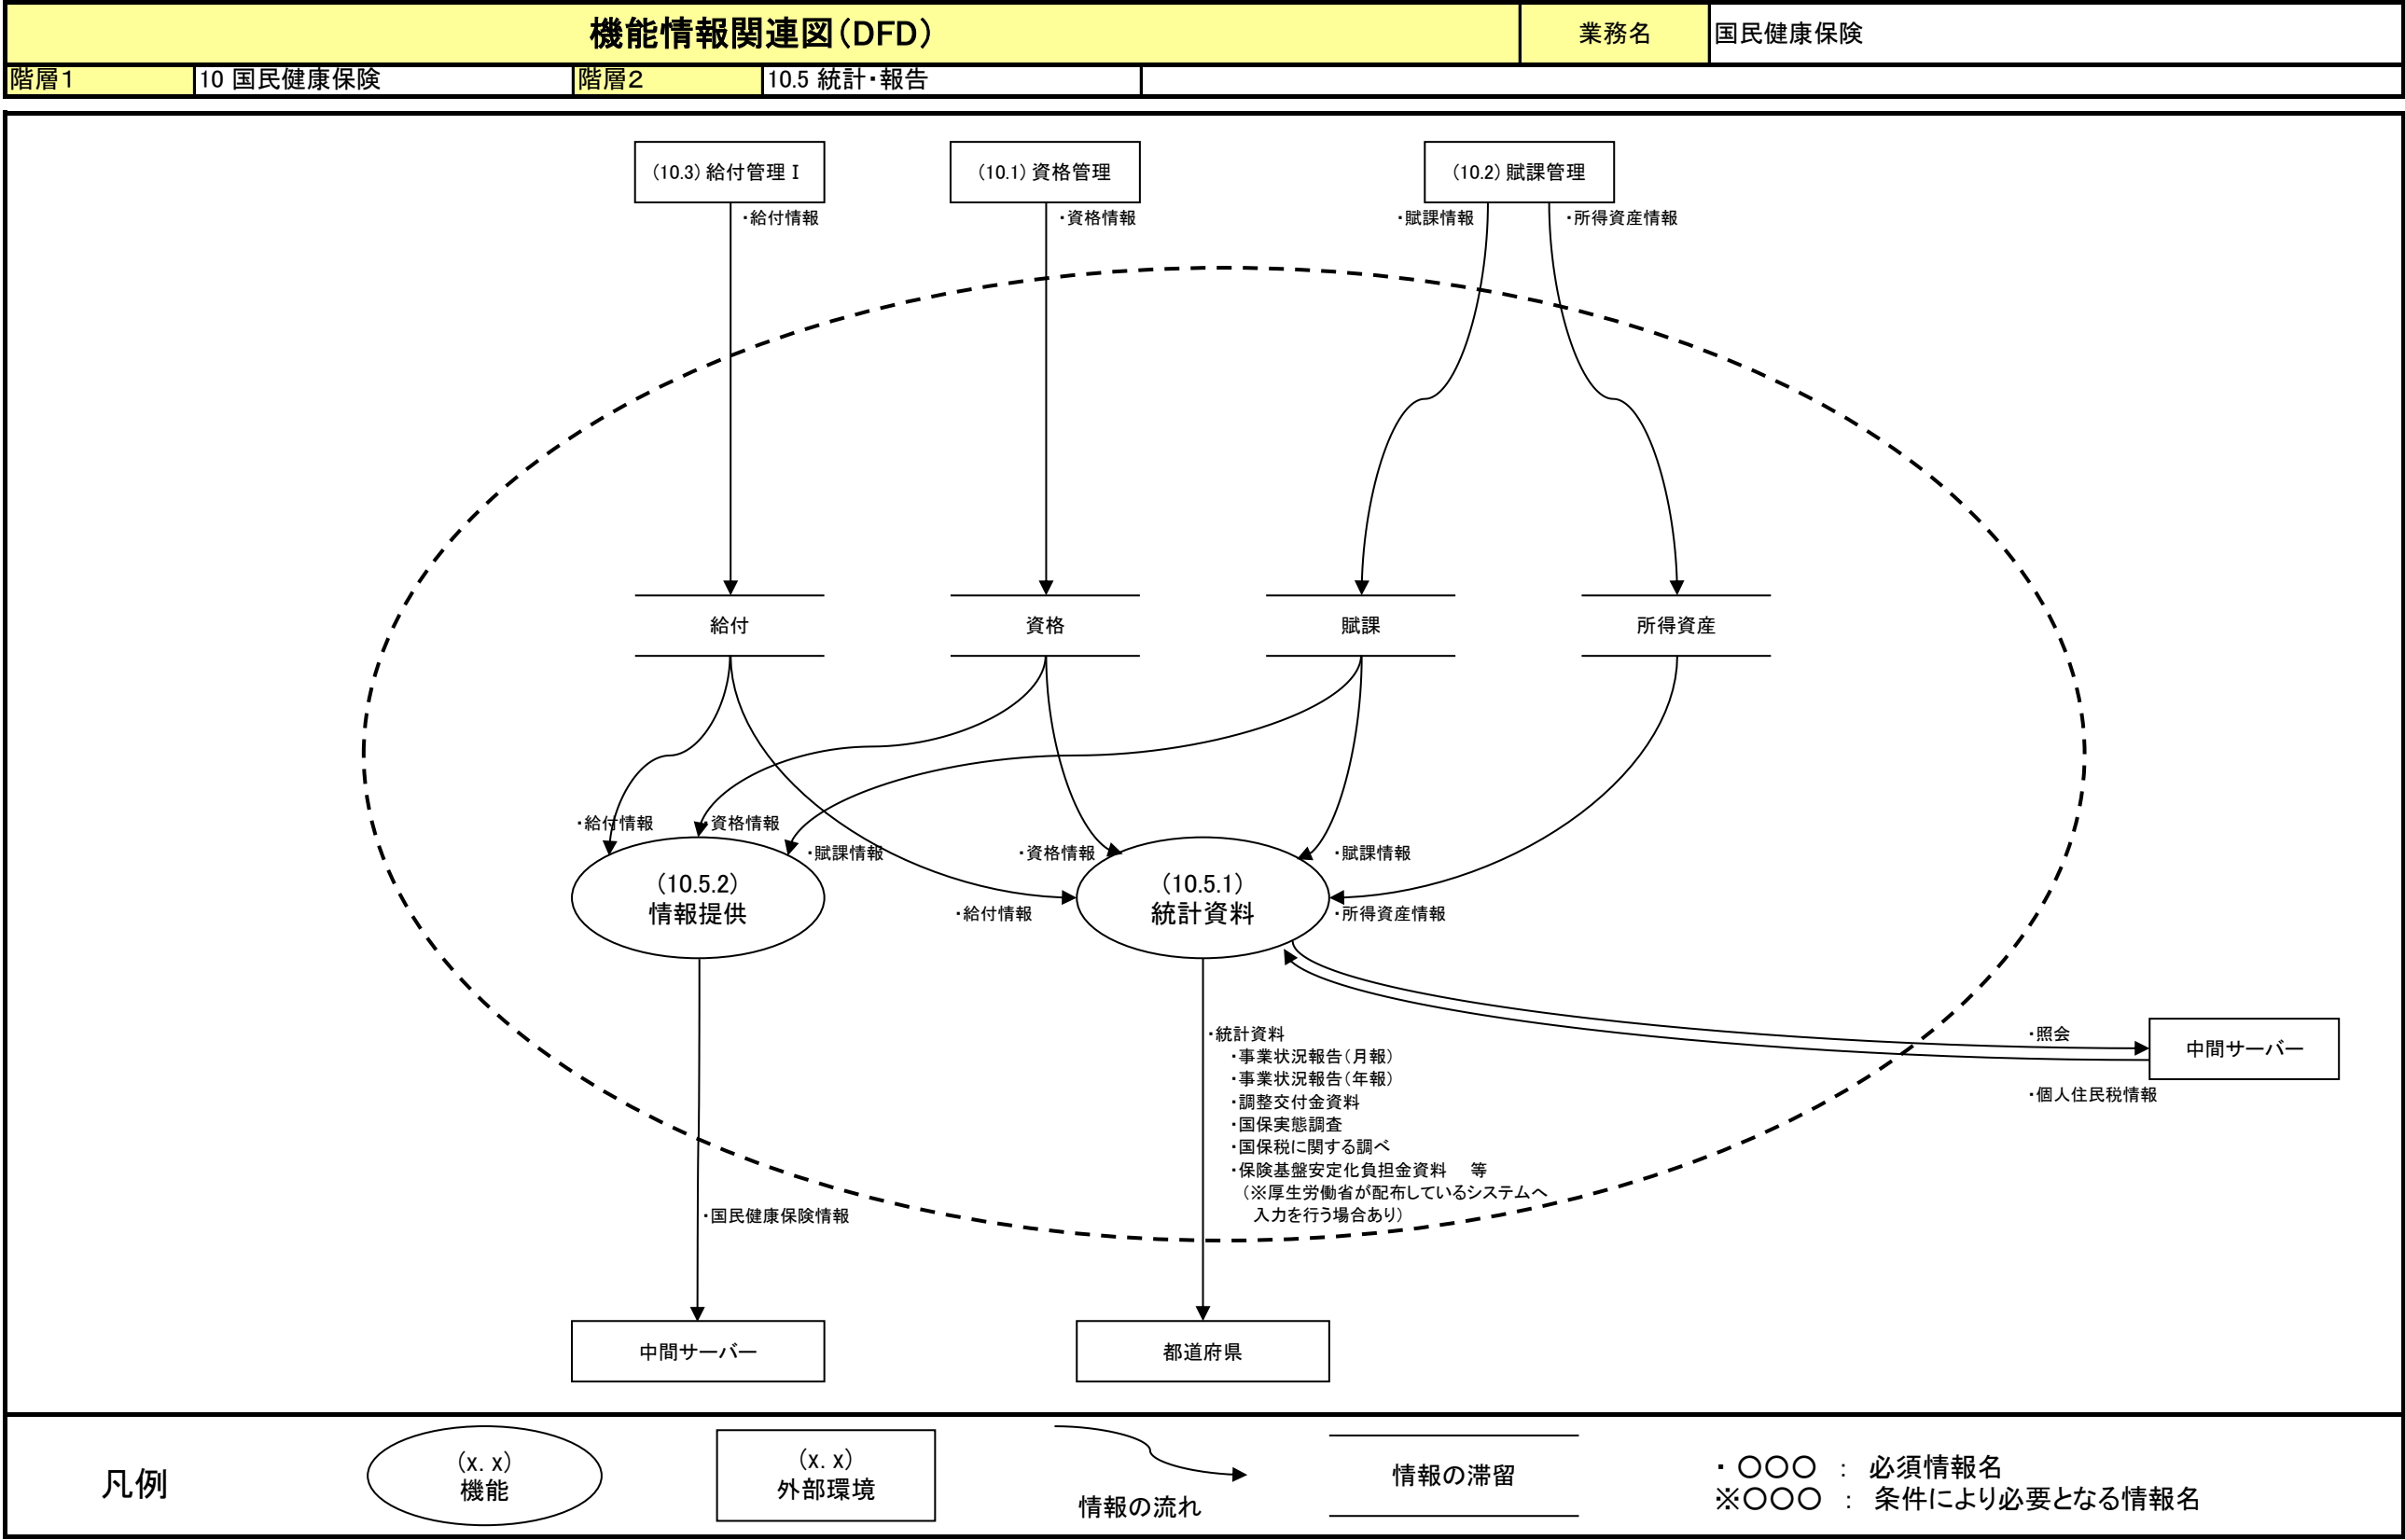 機能情報関連図(DFD)
業務名
国民健康保険
階層1
10 国民健康保険
階層2
10.5 統計・報告
(10.3) 給付管理Ⅰ
(10.1) 資格管理
(10.2) 賦課管理
・給付情報
・資格情報
・賦課情報
・所得資産情報
給付
資格
賦課
所得資産
・給付情報
・資格情報
・賦課情報
・資格情報
・賦課情報
(10.5.2)
情報提供
(10.5.1)
統計資料
・給付情報
・所得資産情報
・統計資料
・事業状況報告(月報)
・事業状況報告(年報)
・調整交付金資料
・国保実態調査
・国保税に関する調べ
・保険基盤安定化負担金資料 等
(※厚生労働省が配布しているシステムへ
入力を行う場合あり)
・照会
中間サーバー
・個人住民税情報
・国民健康保険情報
中間サーバー
都道府県
凡例
(x. x)
機能
(x. x)
外部環境
情報の流れ
情報の滞留
・ ○○○ : 必須情報名
※○○○ : 条件により必要となる情報名